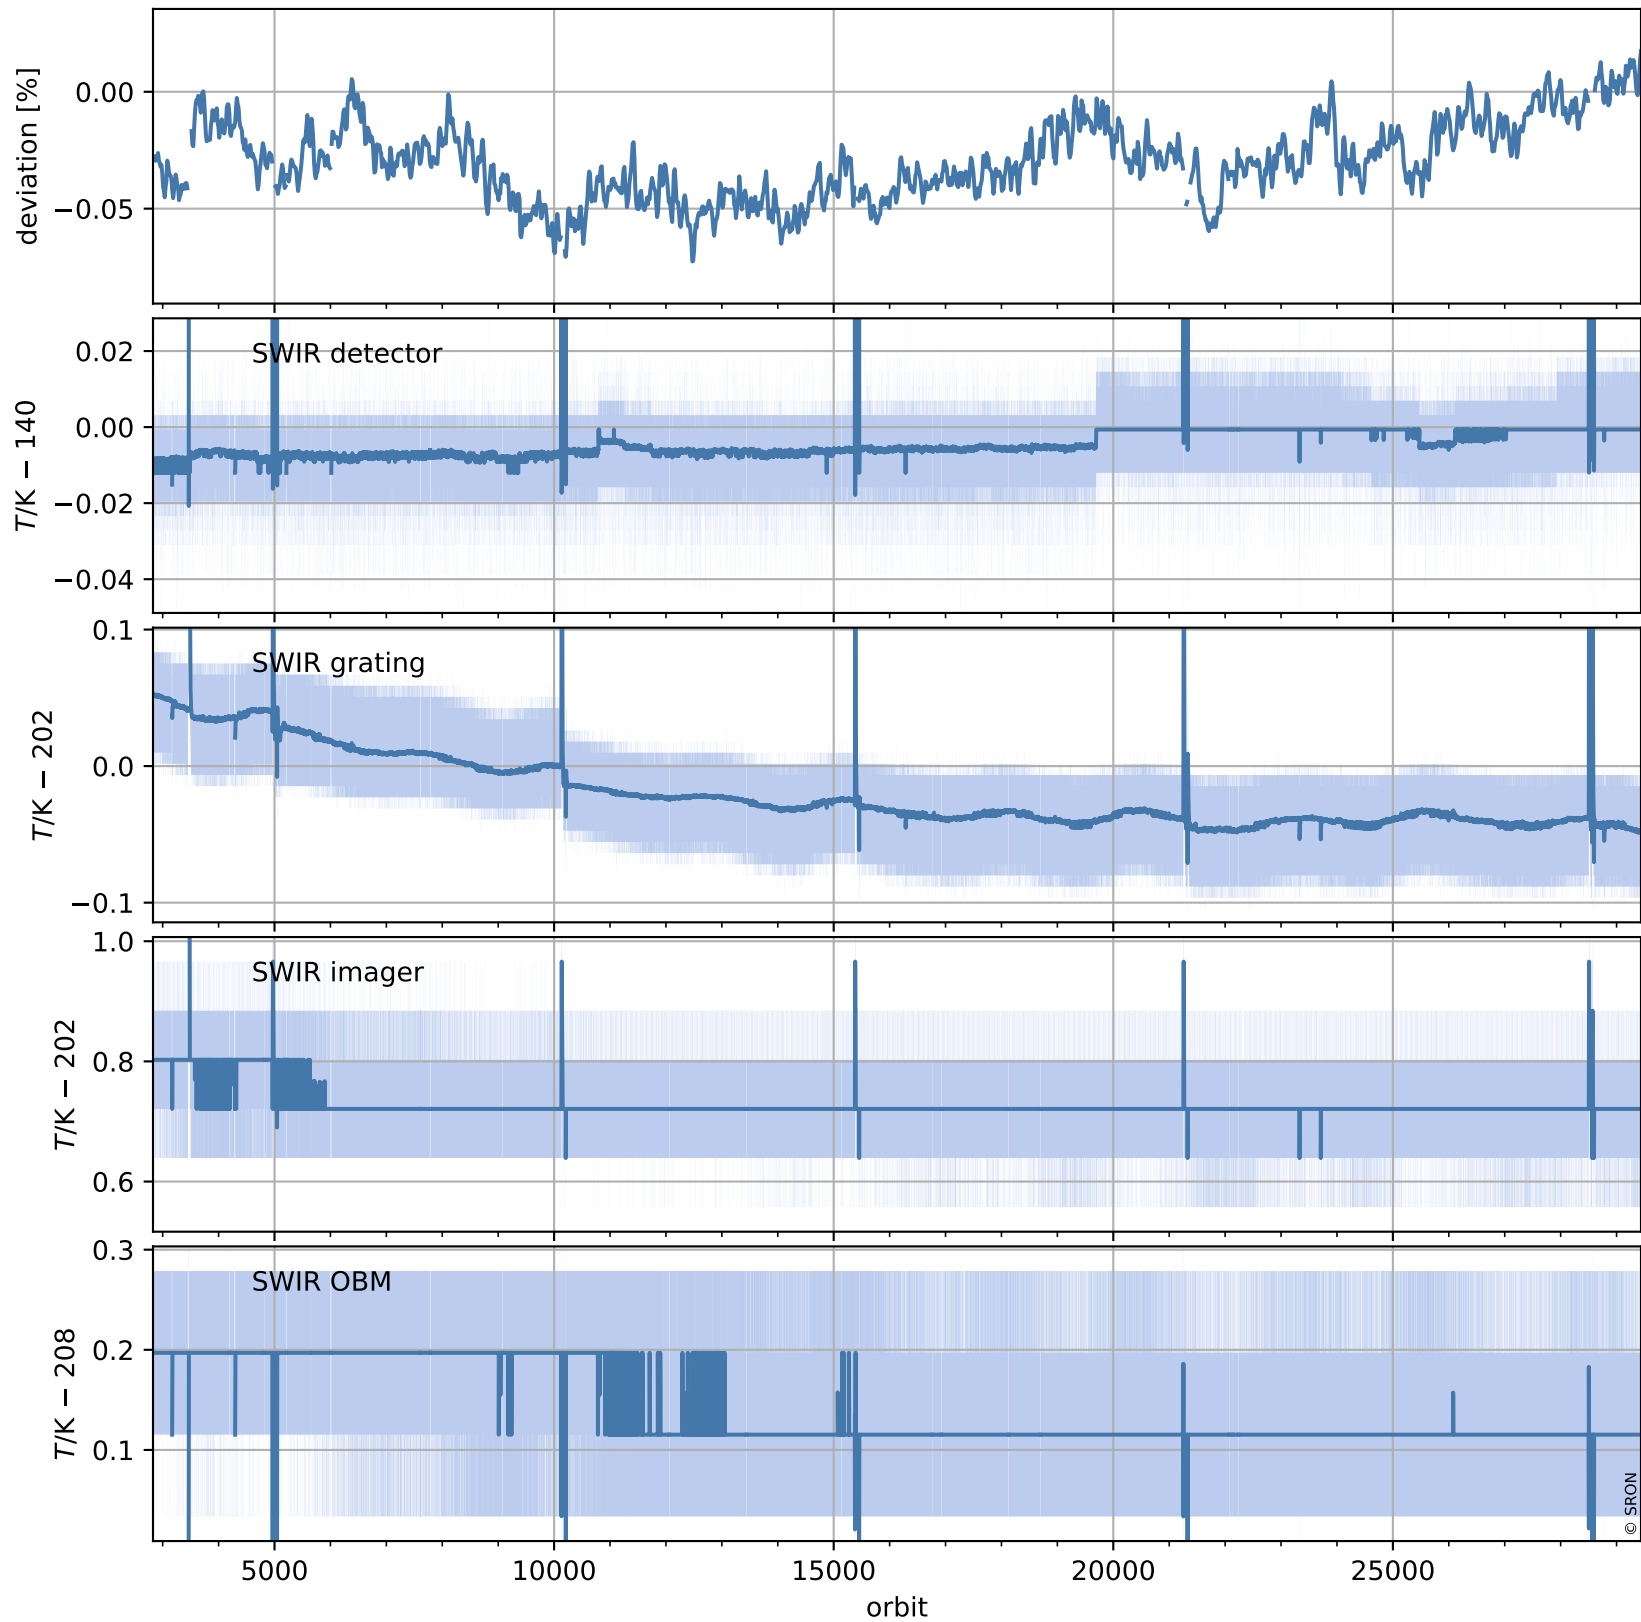 deviation [%]
0.00
−0.05
T/K − 140
SWIR detector
0.02
0.00
−0.02
−0.04
T/K − 202
SWIR grating
0.1
0.0
−0.1
T/K − 202
SWIR imager
1.0
0.8
0.6
T/K − 208
SWIR OBM
0.3
0.2
0.1
© SRON
5000 10000 15000 20000 25000
orbit